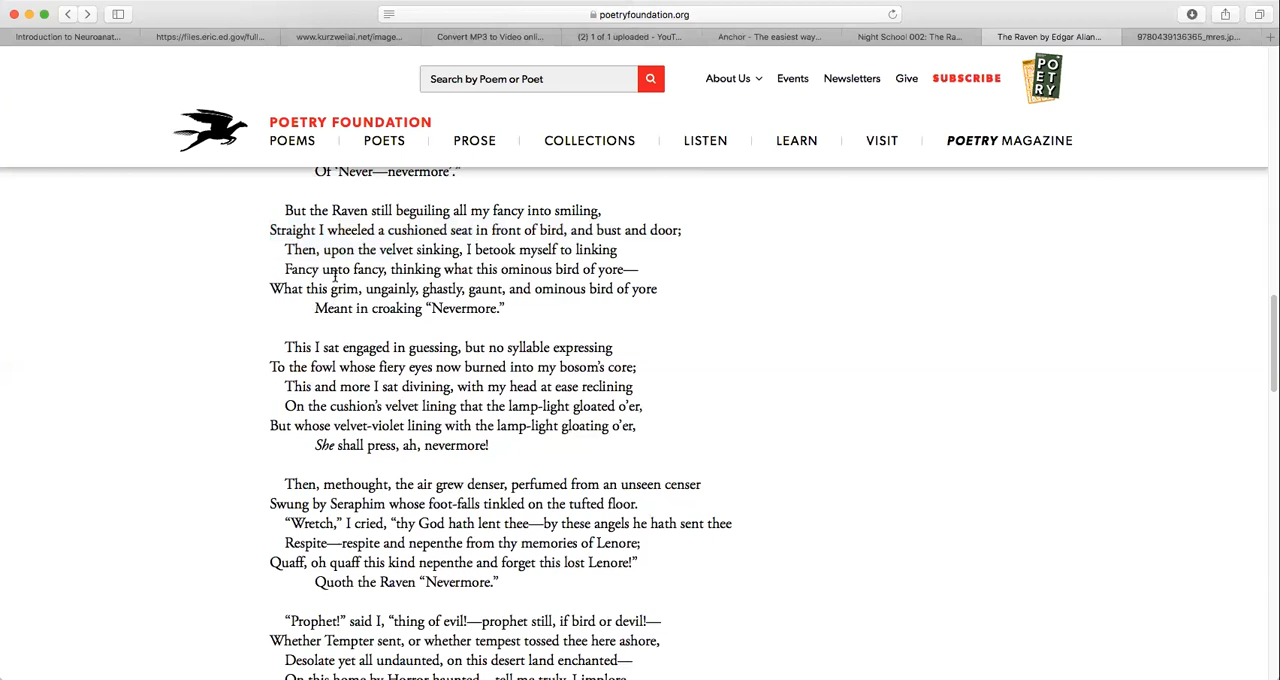 poetryfoundation.org
Introduction to Neuroanat...
https://files.eric.ed.gov/full...
www.kurzweilai.net/image...
Convert MP3 to Video onli...
(2) 1 of 1 uploaded - YouT...
Anchor - The easiest way...
Night School 002: The Ra...
The Raven by Edgar Allan...
9780439136365_mres.jp...
Search by Poem or Poet
About Us
Events
Newsletters
Give
SUBSCRIBE
PO
ET
RY
POETRY FOUNDATION
POEMS
POETS
PROSE
COLLECTIONS
LISTEN
LEARN
VISIT
POETRY MAGAZINE
Of ‘Never—nevermore’.”
But the Raven still beguiling all my fancy into smiling,
Straight I wheeled a cushioned seat in front of bird, and bust and door;
Then, upon the velvet sinking, I betook myself to linking
Fancy unto fancy, thinking what this ominous bird of yore—
What this grim, ungainly, ghastly, gaunt, and ominous bird of yore
Meant in croaking “Nevermore.”
This I sat engaged in guessing, but no syllable expressing
To the fowl whose fiery eyes now burned into my bosom’s core;
This and more I sat divining, with my head at ease reclining
On the cushion’s velvet lining that the lamp-light gloated o’er,
But whose velvet-violet lining with the lamp-light gloating o’er,
She shall press, ah, nevermore!
Then, methought, the air grew denser, perfumed from an unseen censer
Swung by Seraphim whose foot-falls tinkled on the tufted floor.
“Wretch,” I cried, “thy God hath lent thee—by these angels he hath sent thee
Respite—respite and nepenthe from thy memories of Lenore;
Quaff, oh quaff this kind nepenthe and forget this lost Lenore!”
Quoth the Raven “Nevermore.”
“Prophet!” said I, “thing of evil!—prophet still, if bird or devil!—
Whether Tempter sent, or whether tempest tossed thee here ashore,
Desolate yet all undaunted, on this desert land enchanted—
On this home by Horror haunted—tell me truly, I implore—